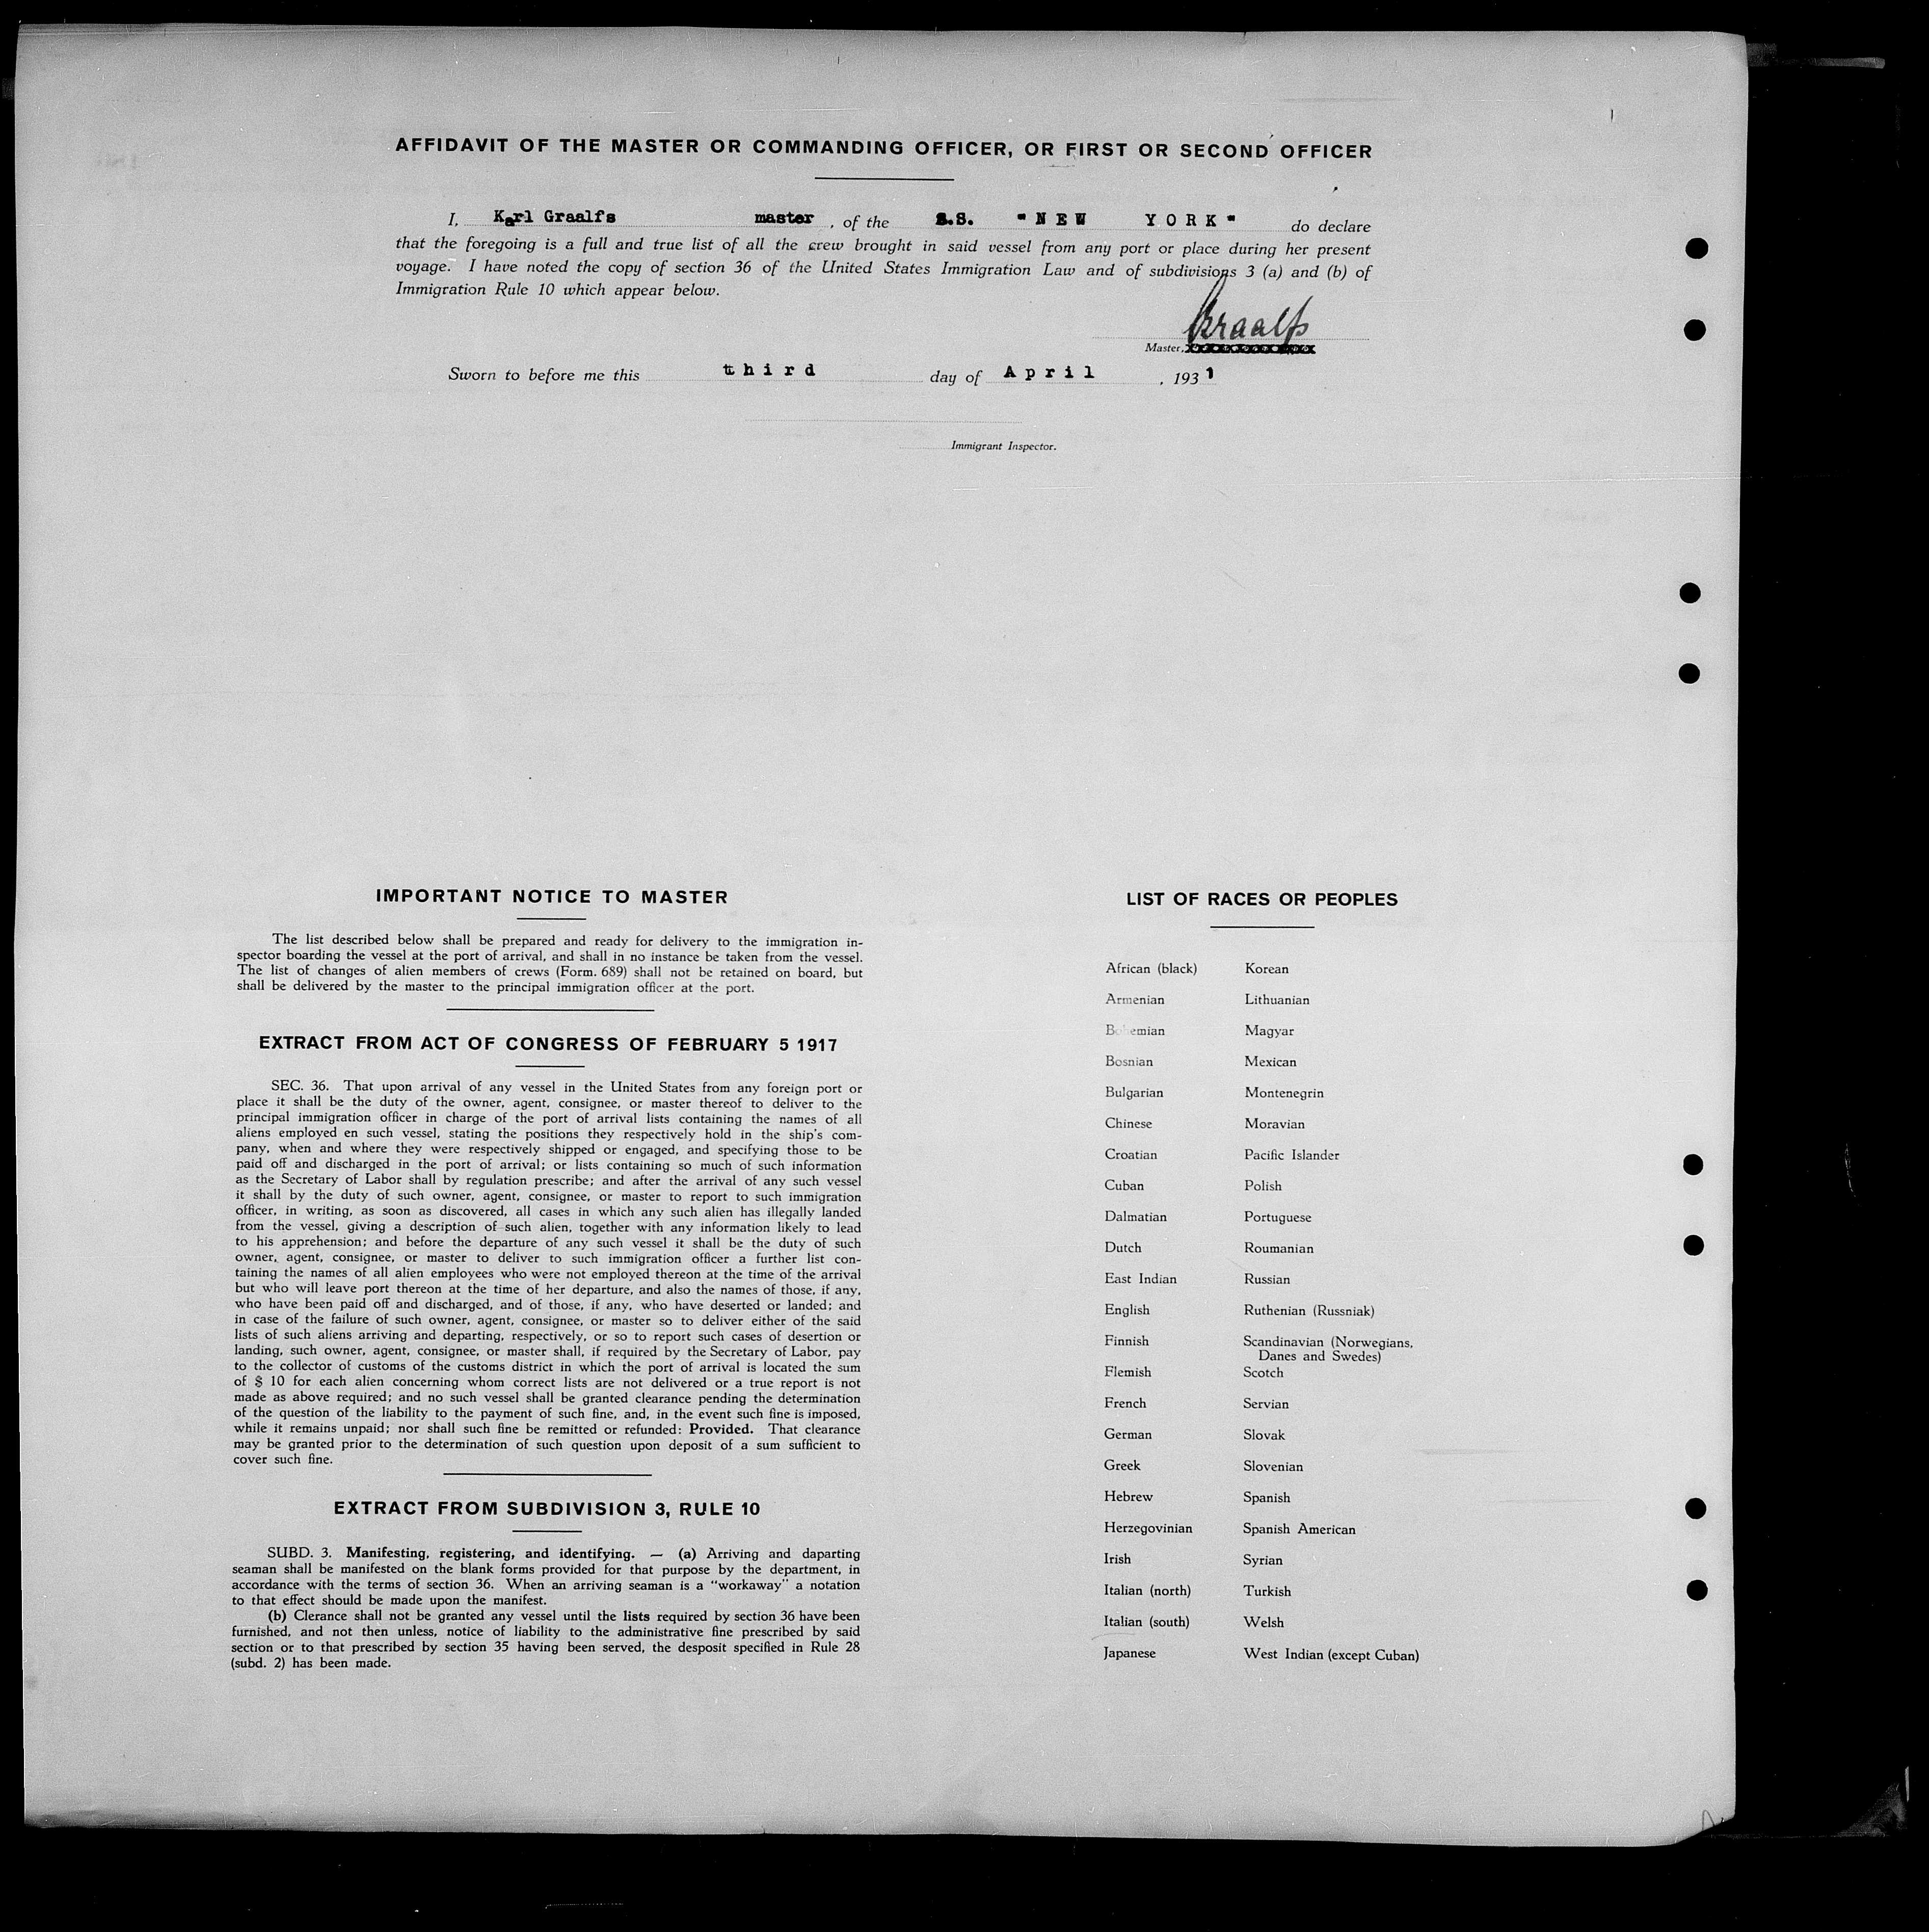 AFFIDAVIT OF THE MASTER OR COMMANDING OFFICER, OR FIRST OR SECOND OFFICER
I, Karl Graalfs master, of the S.S. "NEW YORK" do declare
that the foregoing is a full and true list of all the crew brought in said vessel from any port or place during her present
voyage. I have noted the copy of section 36 of the United States Immigration Law and of subdivisions 3 (a) and (b) of
Immigration Rule 10 which appear below.
Graalfs
Master,
Sworn to before me this third day of April, 1931
Immigrant Inspector.
IMPORTANT NOTICE TO MASTER
The list described below shall be prepared and ready for delivery to the immigration in-
spector boarding the vessel at the port of arrival, and shall in no instance be taken from the vessel.
The list of changes of alien members of crews (Form. 689) shall not be retained on board, but
shall be delivered by the master to the principal immigration officer at the port.
EXTRACT FROM ACT OF CONGRESS OF FEBRUARY 5 1917
SEC. 36. That upon arrival of any vessel in the United States from any foreign port or
place it shall be the duty of the owner, agent, consignee, or master thereof to deliver to the
principal immigration officer in charge of the port of arrival lists containing the names of all
aliens employed en such vessel, stating the positions they respectively hold in the ship's com-
pany, when and where they were respectively shipped or engaged, and specifying those to be
paid off and discharged in the port of arrival; or lists containing so much of such information
as the Secretary of Labor shall by regulation prescribe; and after the arrival of any such vessel
it shall by the duty of such owner, agent, consignee, or master to report to such immigration
officer, in writing, as soon as discovered, all cases in which any such alien has illegally landed
from the vessel, giving a description of such alien, together with any information likely to lead
to his apprehension; and before the departure of any such vessel it shall be the duty of such
owner, agent, consignee, or master to deliver to such immigration officer a further list con-
taining the names of all alien employees who were not employed thereon at the time of the arrival
but who will leave port thereon at the time of her departure, and also the names of those, if any,
who have been paid off and discharged, and of those, if any, who have deserted or landed; and
in case of the failure of such owner, agent, consignee, or master so to deliver either of the said
lists of such aliens arriving and departing, respectively, or so to report such cases of desertion or
landing, such owner, agent, consignee, or master shall, if required by the Secretary of Labor, pay
to the collector of customs of the customs district in which the port of arrival is located the sum
of $ 10 for each alien concerning whom correct lists are not delivered or a true report is not
made as above required; and no such vessel shall be granted clearance pending the determination
of the question of the liability to the payment of such fine, and, in the event such fine is imposed,
while it remains unpaid; nor shall such fine be remitted or refunded: Provided. That clearance
may be granted prior to the determination of such question upon deposit of a sum sufficient to
cover such fine.
EXTRACT FROM SUBDIVISION 3, RULE 10
SUBD. 3. Manifesting, registering, and identifying. — (a) Arriving and daparting
seaman shall be manifested on the blank forms provided for that purpose by the department, in
accordance with the terms of section 36. When an arriving seaman is a "workaway" a notation
to that effect should be made upon the manifest.
(b) Clerance shall not be granted any vessel until the lists required by section 36 have been
furnished, and not then unless, notice of liability to the administrative fine prescribed by said
section or to that prescribed by section 35 having been served, the desposit specified in Rule 28
(subd. 2) has been made.
LIST OF RACES OR PEOPLES
African (black) Korean
Armenian Lithuanian
Bohemian Magyar
Bosnian Mexican
Bulgarian Montenegrin
Chinese Moravian
Croatian Pacific Islander
Cuban Polish
Dalmatian Portuguese
Dutch Roumanian
East Indian Russian
English Ruthenian (Russniak)
Finnish Scandinavian (Norwegians,
Danes and Swedes)
Flemish Scotch
French Servian
German Slovak
Greek Slovenian
Hebrew Spanish
Herzegovinian Spanish American
Irish Syrian
Italian (north) Turkish
Italian (south) Welsh
Japanese West Indian (except Cuban)